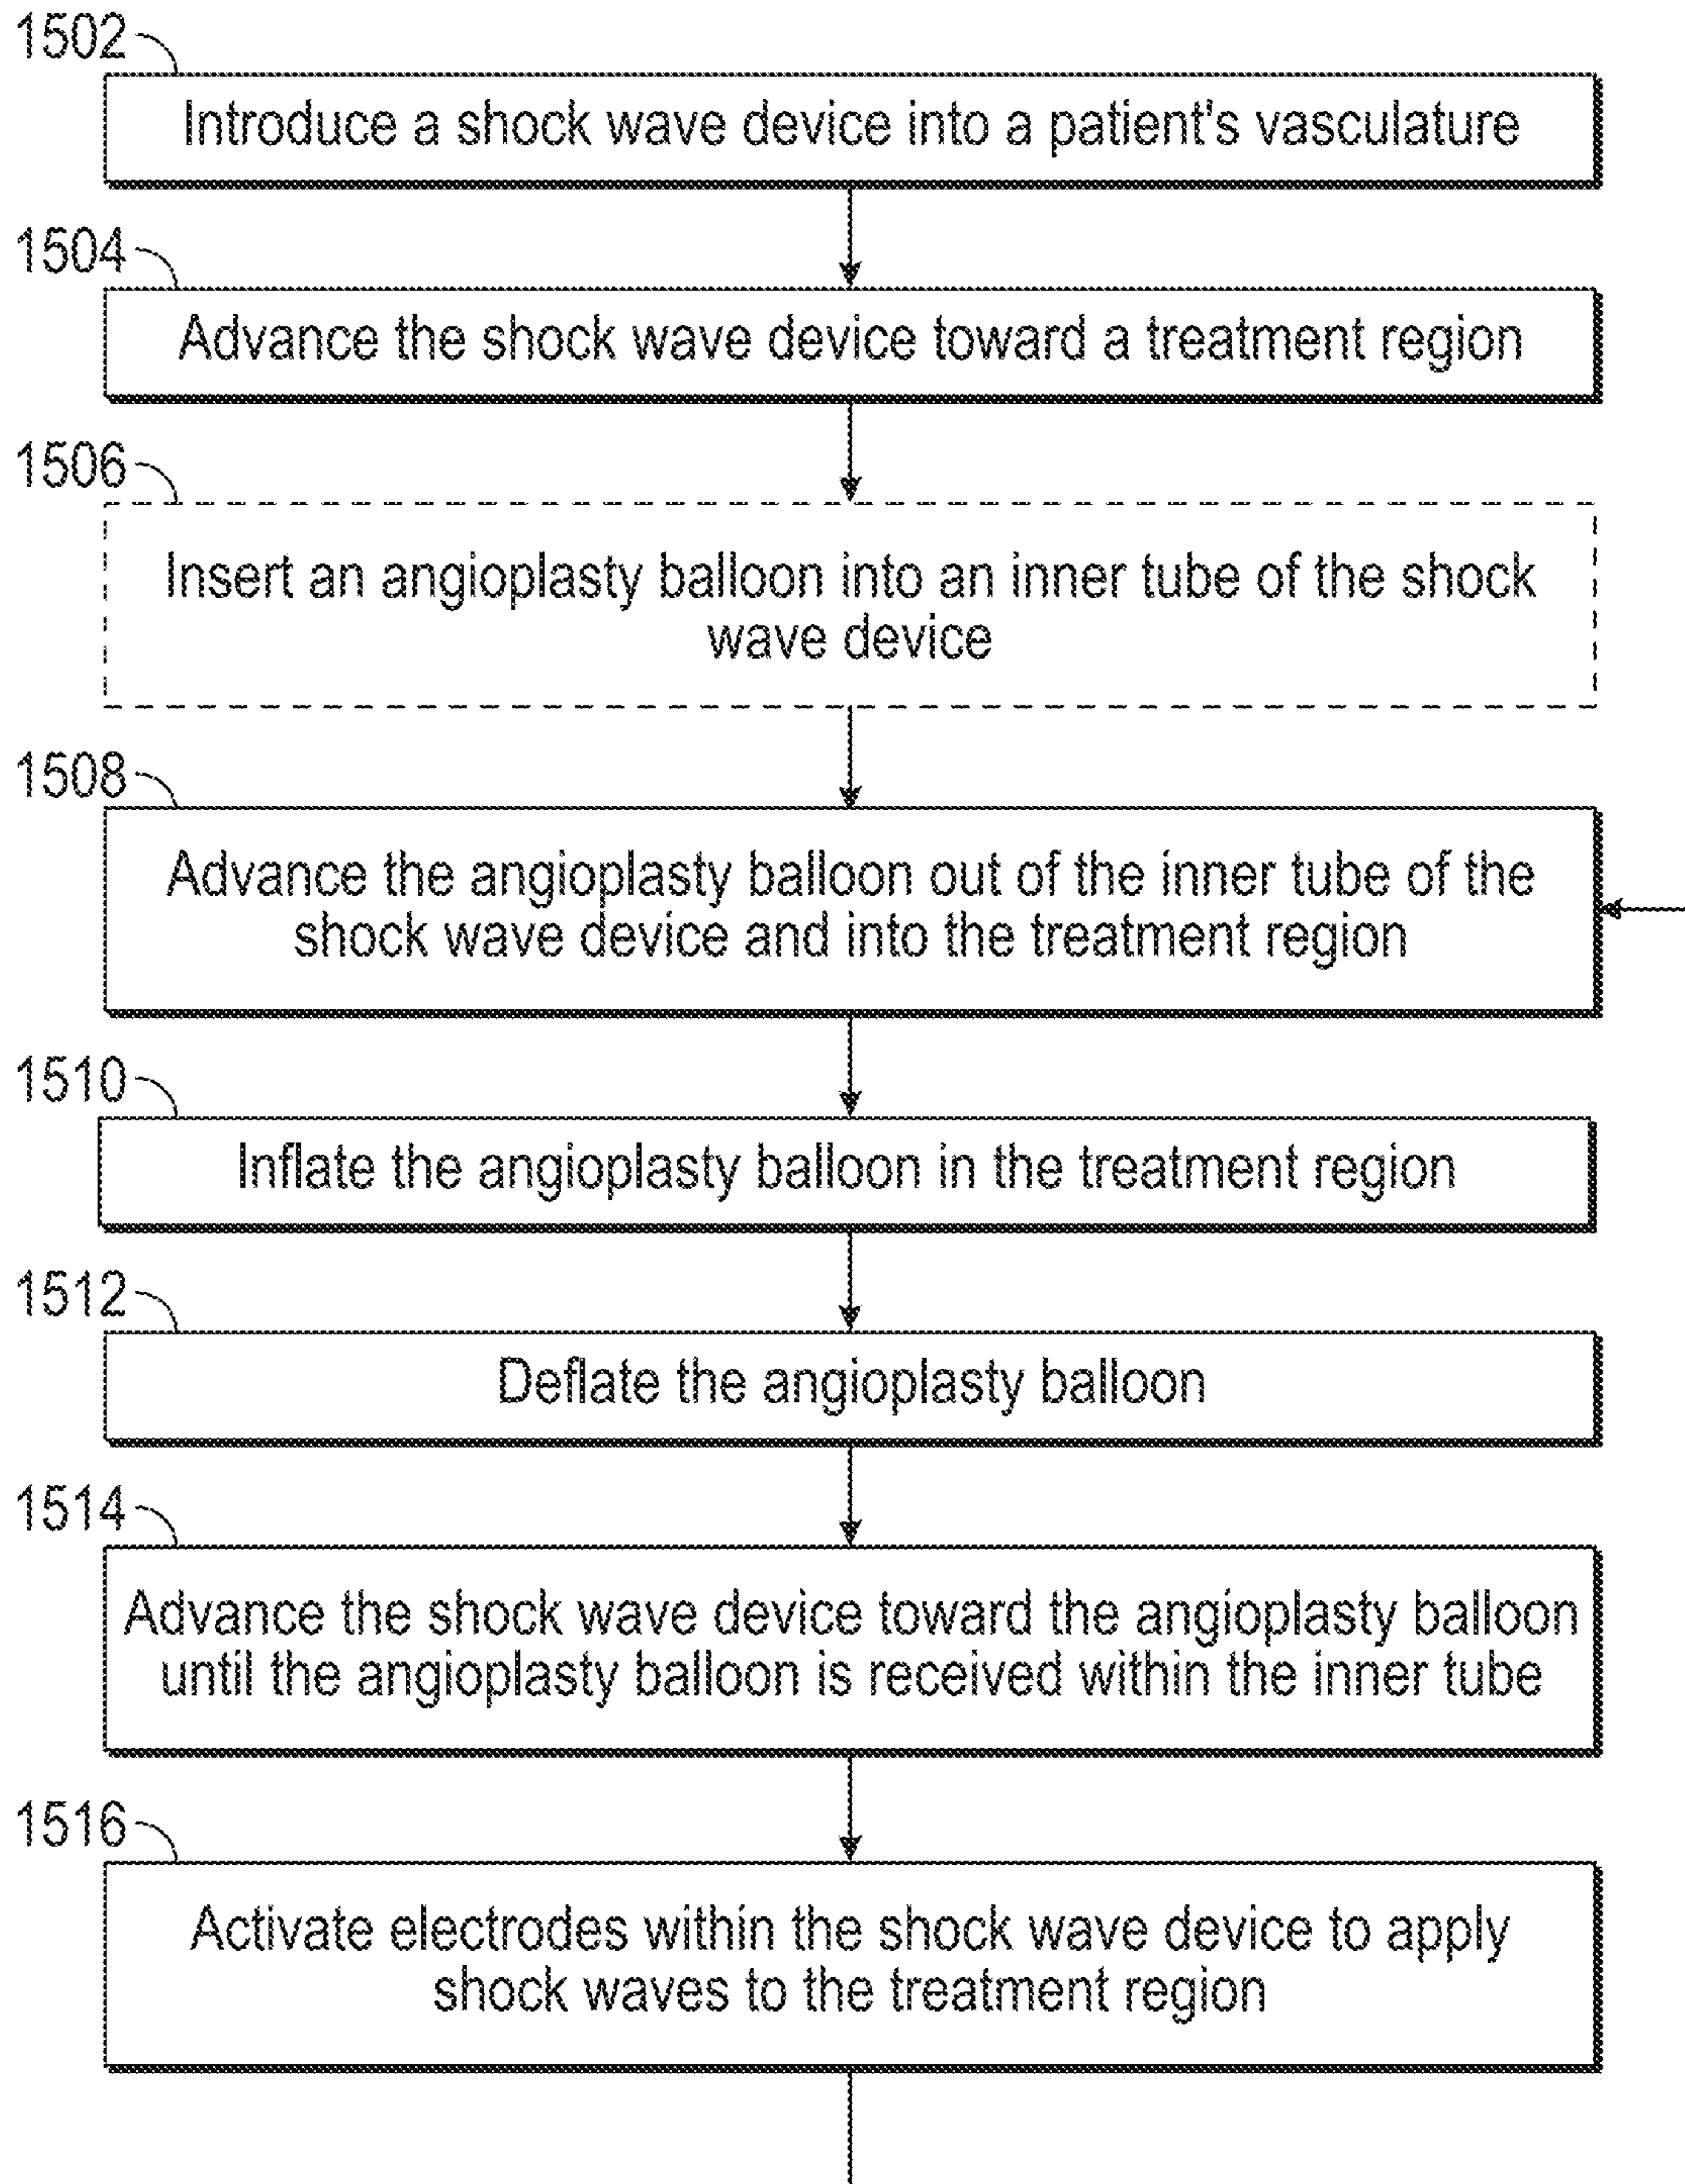 1502
Introduce a shock wave device into a patient's vasculature
1504
Advance the shock wave device toward a treatment region
1506
Insert an angioplasty balloon into an inner tube of the shock
wave device
1508
Advance the angioplasty balloon out of the inner tube of the
shock wave device and into the treatment region
1510
Inflate the angioplasty balloon in the treatment region
1512
Deflate the angioplasty balloon
1514
Advance the shock wave device toward the angioplasty balloon
until the angioplasty balloon is received within the inner tube
1516
Activate electrodes within the shock wave device to apply
shock waves to the treatment region